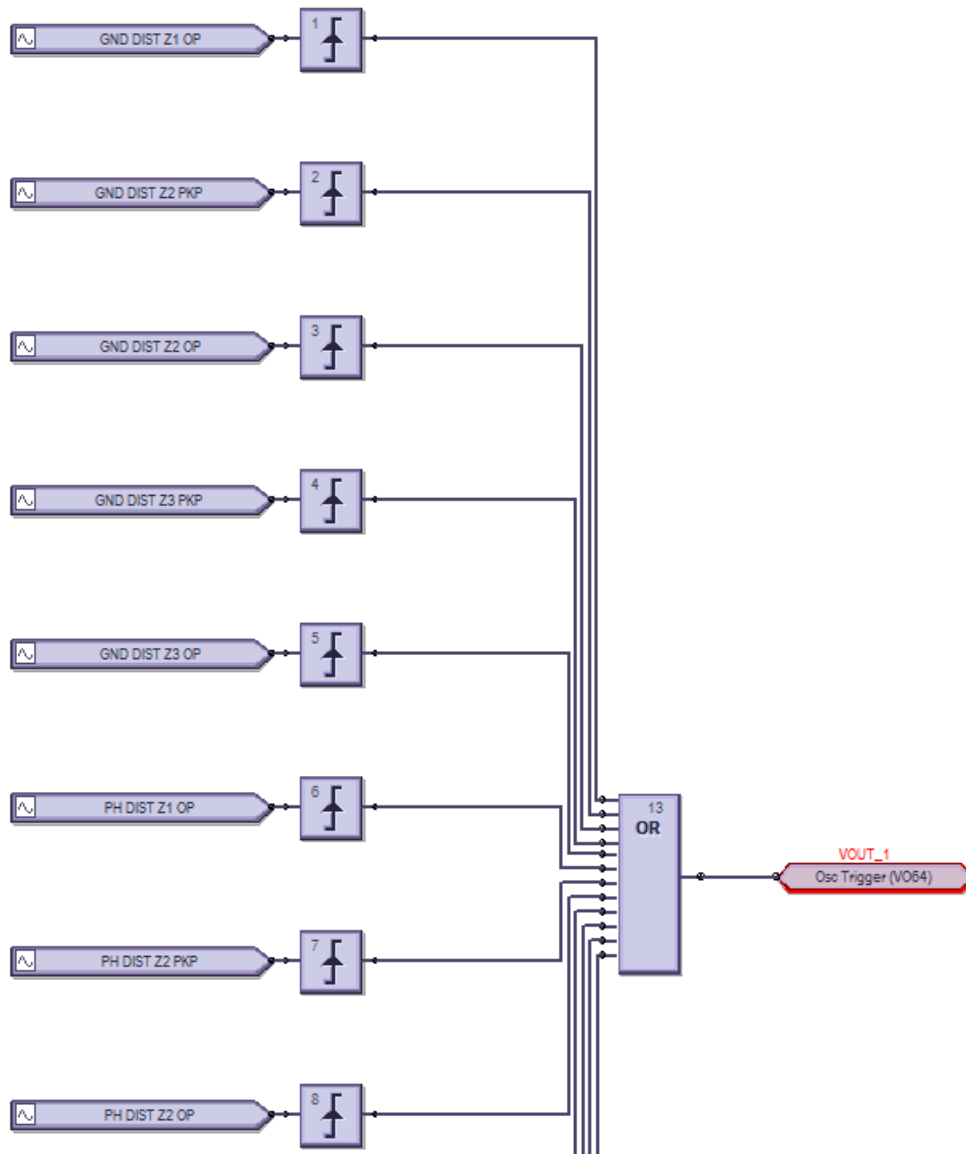 1
GND DIST Z1 OP
2
GND DIST Z2 PKP
3
GND DIST Z2 OP
4
GND DIST Z3 PKP
5
GND DIST Z3 OP
6
PH DIST Z1 OP
13
OR
VOUT_1
Osc Trigger (VO64)
7
PH DIST Z2 PKP
8
PH DIST Z2 OP